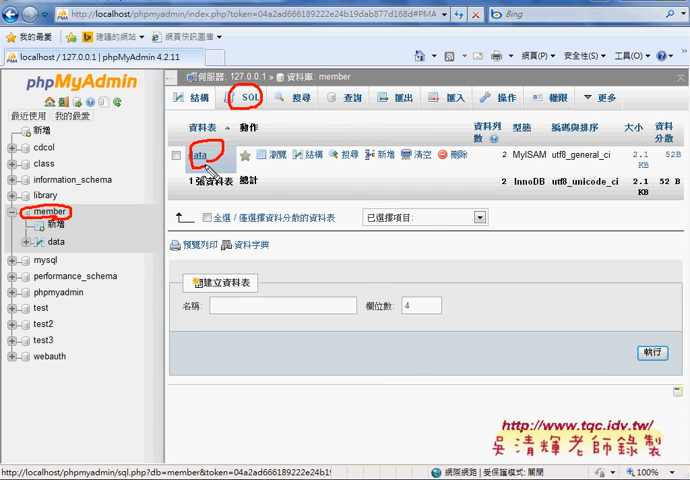 http://localhost/phpmyadmin/index.php?token=04a2ad666189222e24b19dab877d168d#PMA
Bing
我的最愛
建議的網站
網頁快訊圖庫
localhost / 127.0.0.1 | phpMyAdmin 4.2.11
網頁(P)
安全性(S)
工具(O)
phpMyAdmin
最近使用 我的最愛
新增
cdcol
class
information_schema
library
member
新增
data
mysql
performance_schema
phpmyadmin
test
test2
test3
webauth
伺服器: 127.0.0.1 » 資料庫: member
結構 SQL 搜尋 查詢 匯出 匯入 操作 權限 更多
資料表 動作 資料列數 型態 編碼與排序 大小 資料分散
data 瀏覽 結構 搜尋 新增 清空 刪除 2 MyISAM utf8_general_ci 2.1 KB 52B
1 張資料表 總計 2 InnoDB utf8_unicode_ci 2.1 KB 52 B
全選 / 僅選擇資料分散的資料表 已選擇項目:
預覽列印 資料字典
建立資料表
名稱: 欄位數: 4
執行
http://www.tqc.idv.tw/
吳清輝老師錄製
http://localhost/phpmyadmin/sql.php?db=member&token=04a2ad666189222e24b19
網際網路 | 受保護模式: 關閉
100%